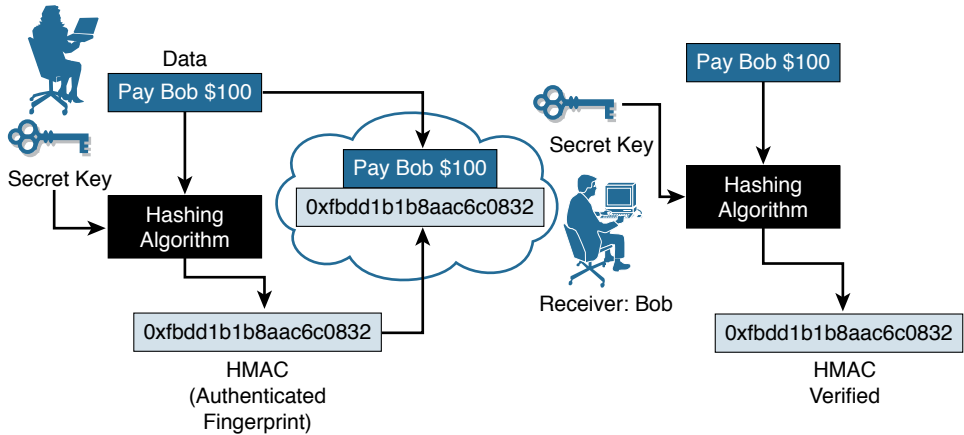 Data
Pay Bob $100
Secret Key
Hashing
Algorithm
0xfbdd1b1b8aac6c0832
HMAC
(Authenticated
Fingerprint)
Pay Bob $100
0xfbdd1b1b8aac6c0832
Secret Key
Receiver: Bob
Pay Bob $100
Hashing
Algorithm
0xfbdd1b1b8aac6c0832
HMAC
Verified